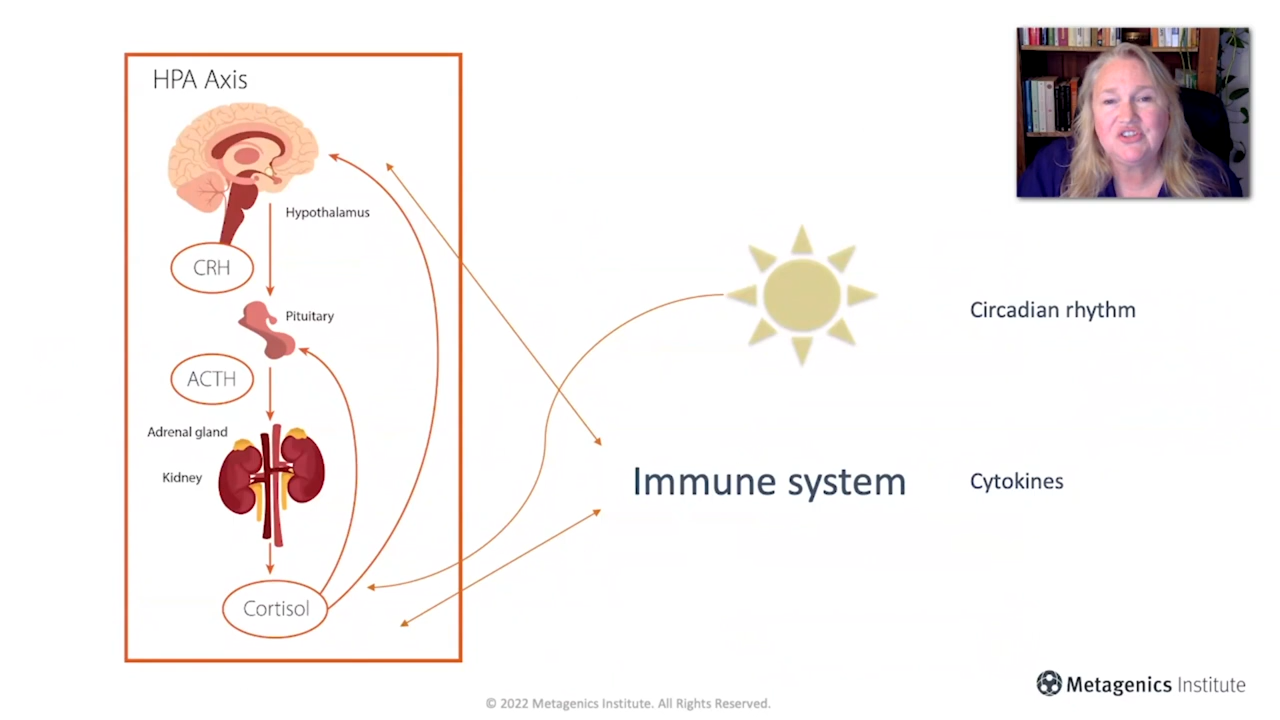 HPA Axis
Hypothalamus
CRH
Pituitary
ACTH
Adrenal gland
Kidney
Cortisol
Circadian rhythm
Immune system
Cytokines
Metagenics Institute
© 2022 Metagenics Institute. All Rights Reserved.